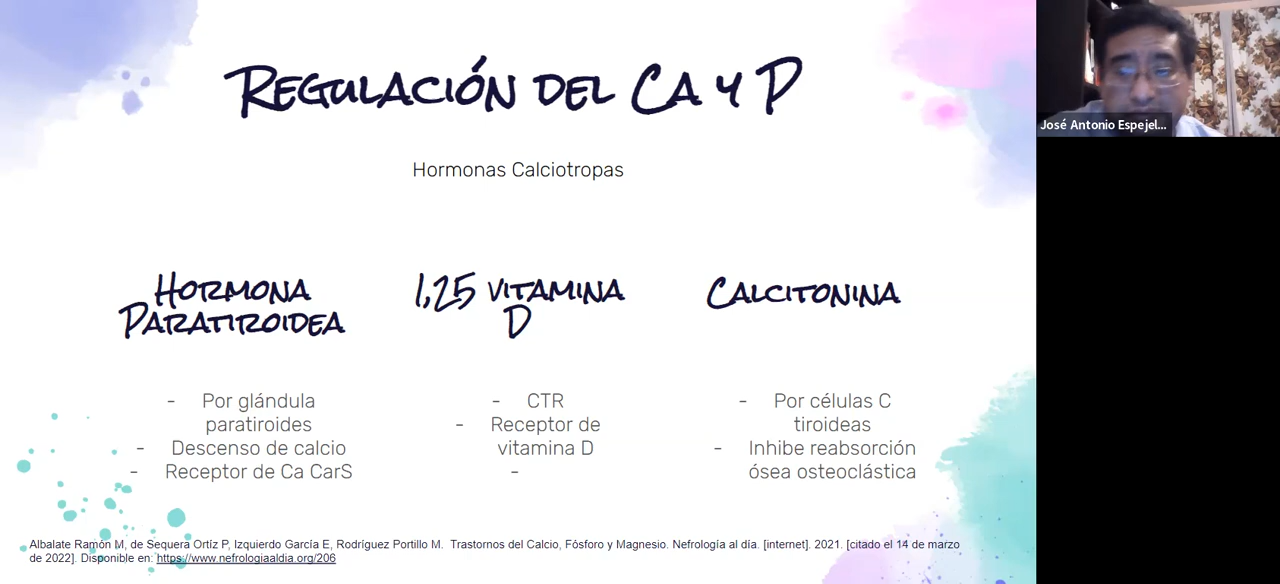 Regulación del Ca y P
José Antonio Espejel...
Hormonas Calciotropas
Hormona
Paratiroidea
1,25 vitamina
D
Calcitonina
- Por glándula
paratiroides
- Descenso de calcio
- Receptor de Ca CarS
- CTR
- Receptor de
vitamina D
-
- Por células C
tiroideas
- Inhibe reabsorción
ósea osteoclástica
Albalate Ramón M, de Sequera Ortíz P, Izquierdo García E, Rodríguez Portillo M. Trastornos del Calcio, Fósforo y Magnesio. Nefrología al día. [internet]. 2021. [citado el 14 de marzo
de 2022]. Disponible en: https://www.nefrologiaaldia.org/206